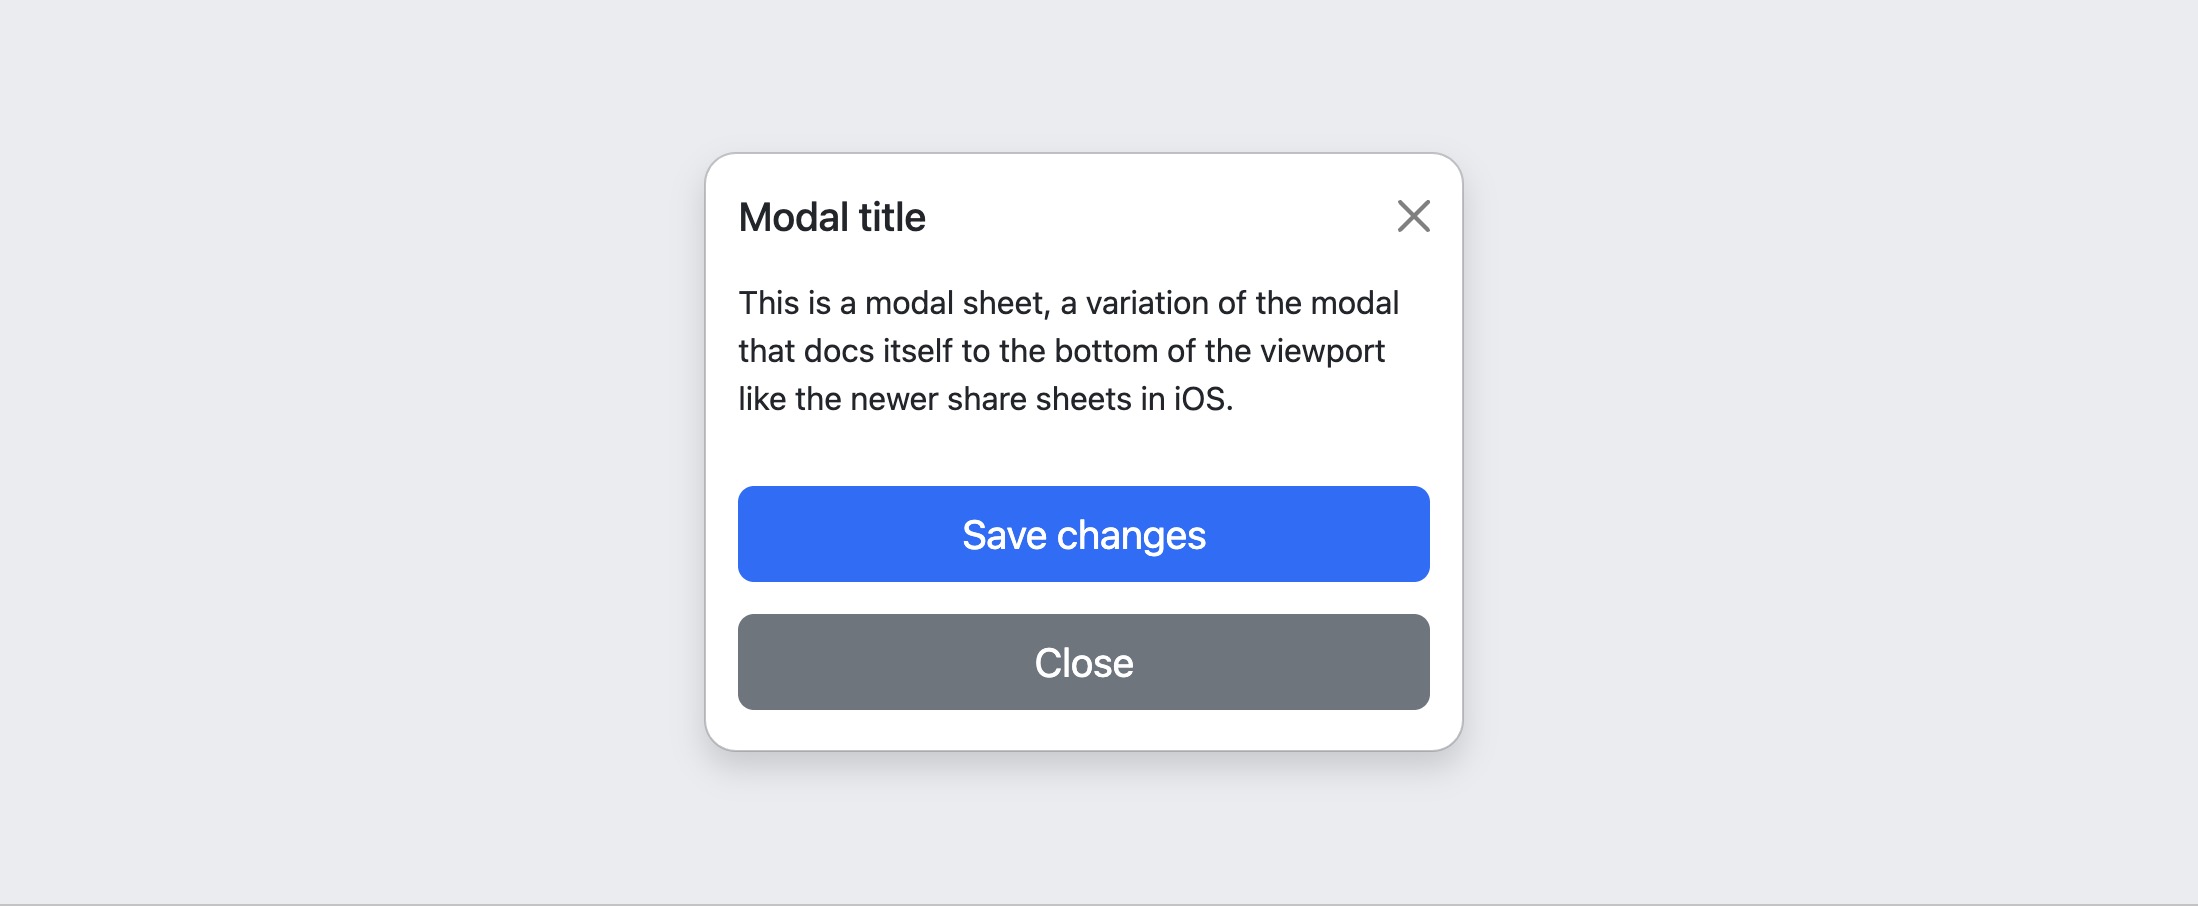 Modal title
This is a modal sheet, a variation of the modal
that docs itself to the bottom of the viewport
like the newer share sheets in iOS.
Save changes
Close